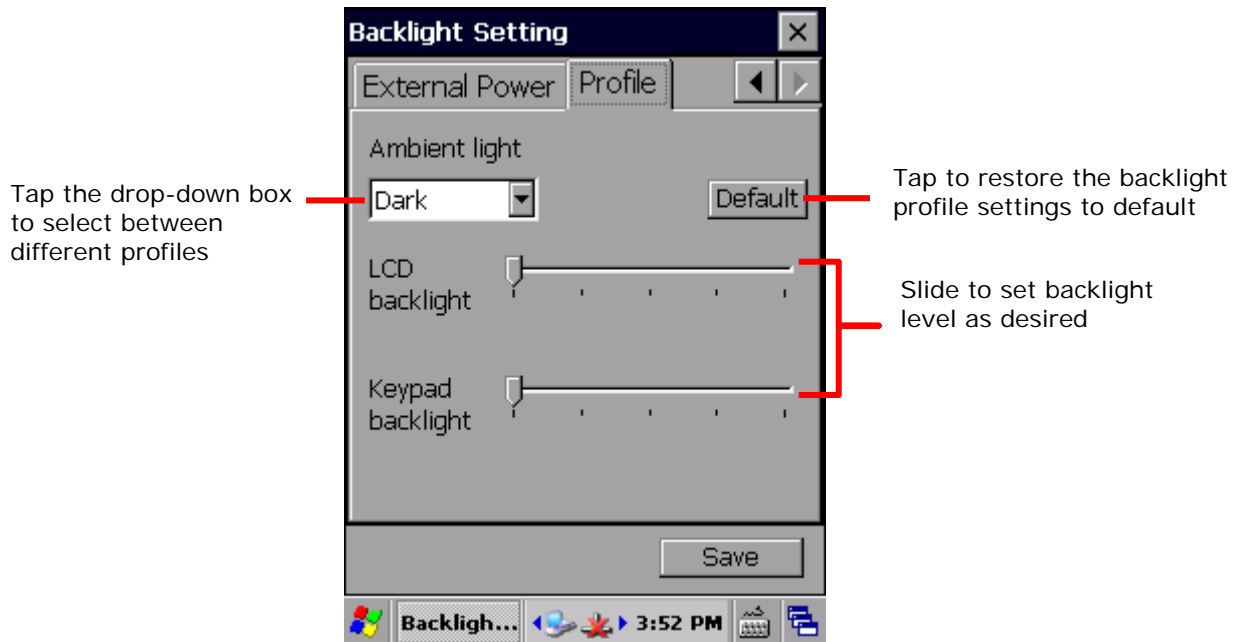 Backlight Setting
External Power
Profile
Ambient light
Dark
Default
LCD
backlight
Keypad
backlight
Save
Backligh...
3:52 PM
Tap the drop-down box
to select between
different profiles
Tap to restore the backlight
profile settings to default
Slide to set backlight
level as desired